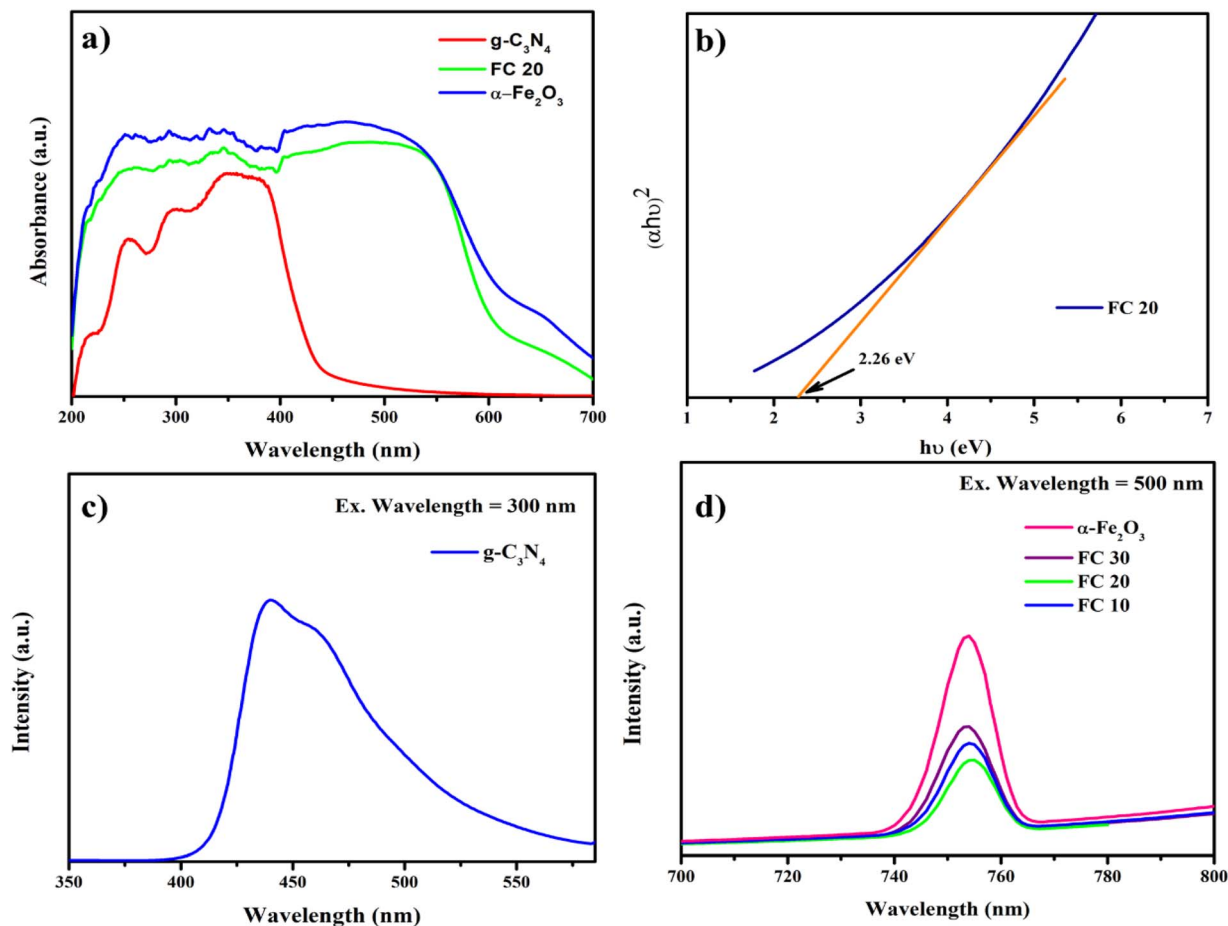 a)
g-C₃N₄
FC 20
α–Fe₂O₃
Absorbance (a.u.)
200 300 400 500 600 700
Wavelength (nm)
b)
(αhυ)²
FC 20
2.26 eV
1 2 3 4 5 6 7
hυ (eV)
c)
Ex. Wavelength = 300 nm
g-C₃N₄
Intensity (a.u.)
350 400 450 500 550
Wavelength (nm)
d)
Ex. Wavelength = 500 nm
α-Fe₂O₃
FC 30
FC 20
FC 10
Intensity (a.u.)
700 720 740 760 780 800
Wavelength (nm)